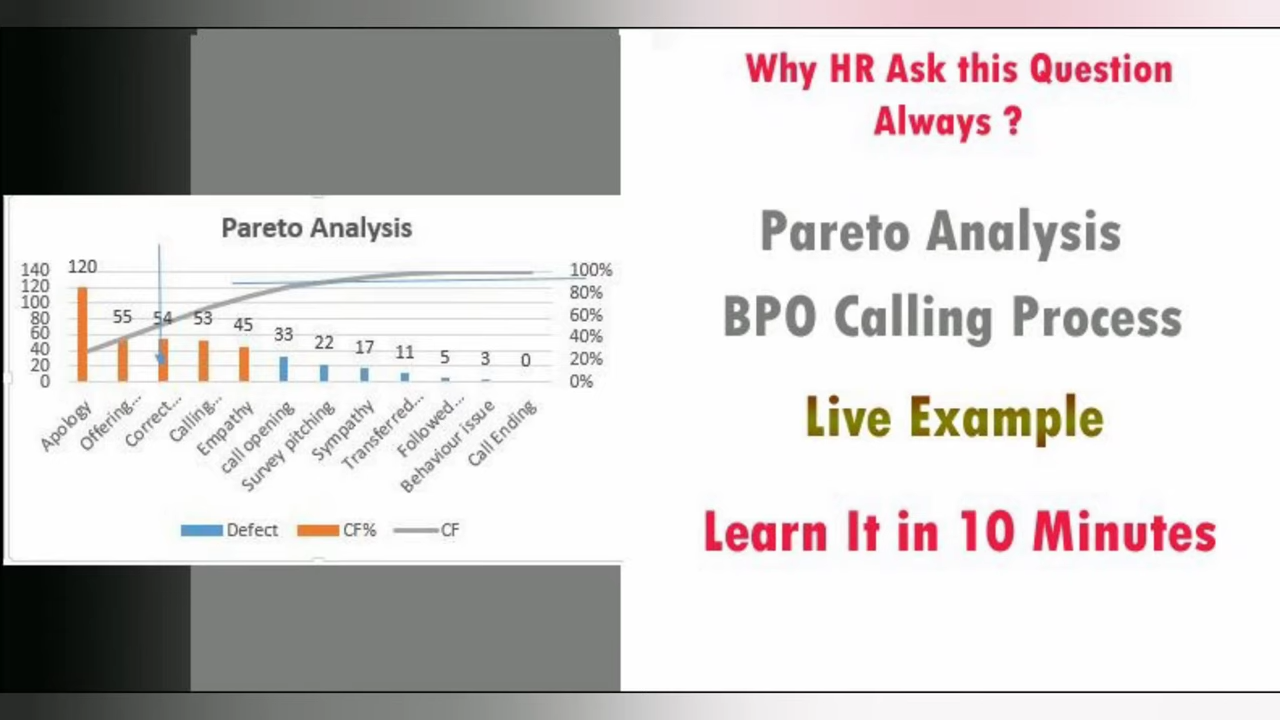 Why HR Ask this Question
Always ?
Pareto Analysis
BPO Calling Process
Live Example
Learn It in 10 Minutes
Pareto Analysis
140
120
100
80
60
40
20
0
120
55
54
53
45
33
22
17
11
5
3
0
100%
80%
60%
40%
20%
0%
Apology
Offering...
Correct...
Calling...
Empathy
call opening
Survey pitching
Sympathy
Transferred...
Followed...
Behaviour issue
Call Ending
Defect CF% CF